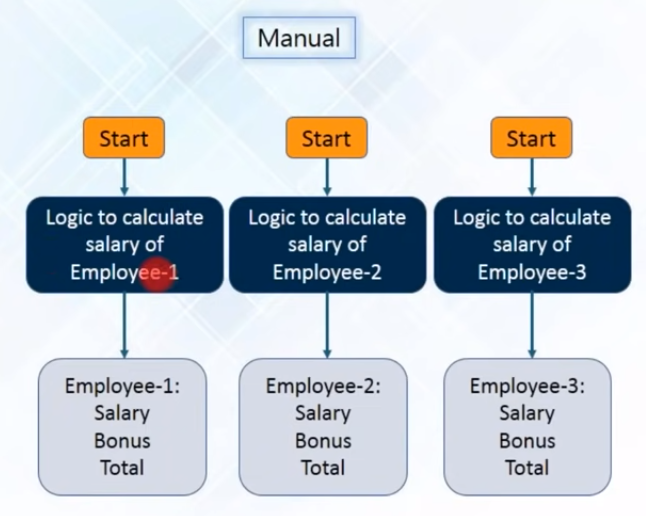 Manual
Start
Start
Start
Logic to calculate
salary of
Employee-1
Logic to calculate
salary of
Employee-2
Logic to calculate
salary of
Employee-3
Employee-1:
Salary
Bonus
Total
Employee-2:
Salary
Bonus
Total
Employee-3:
Salary
Bonus
Total